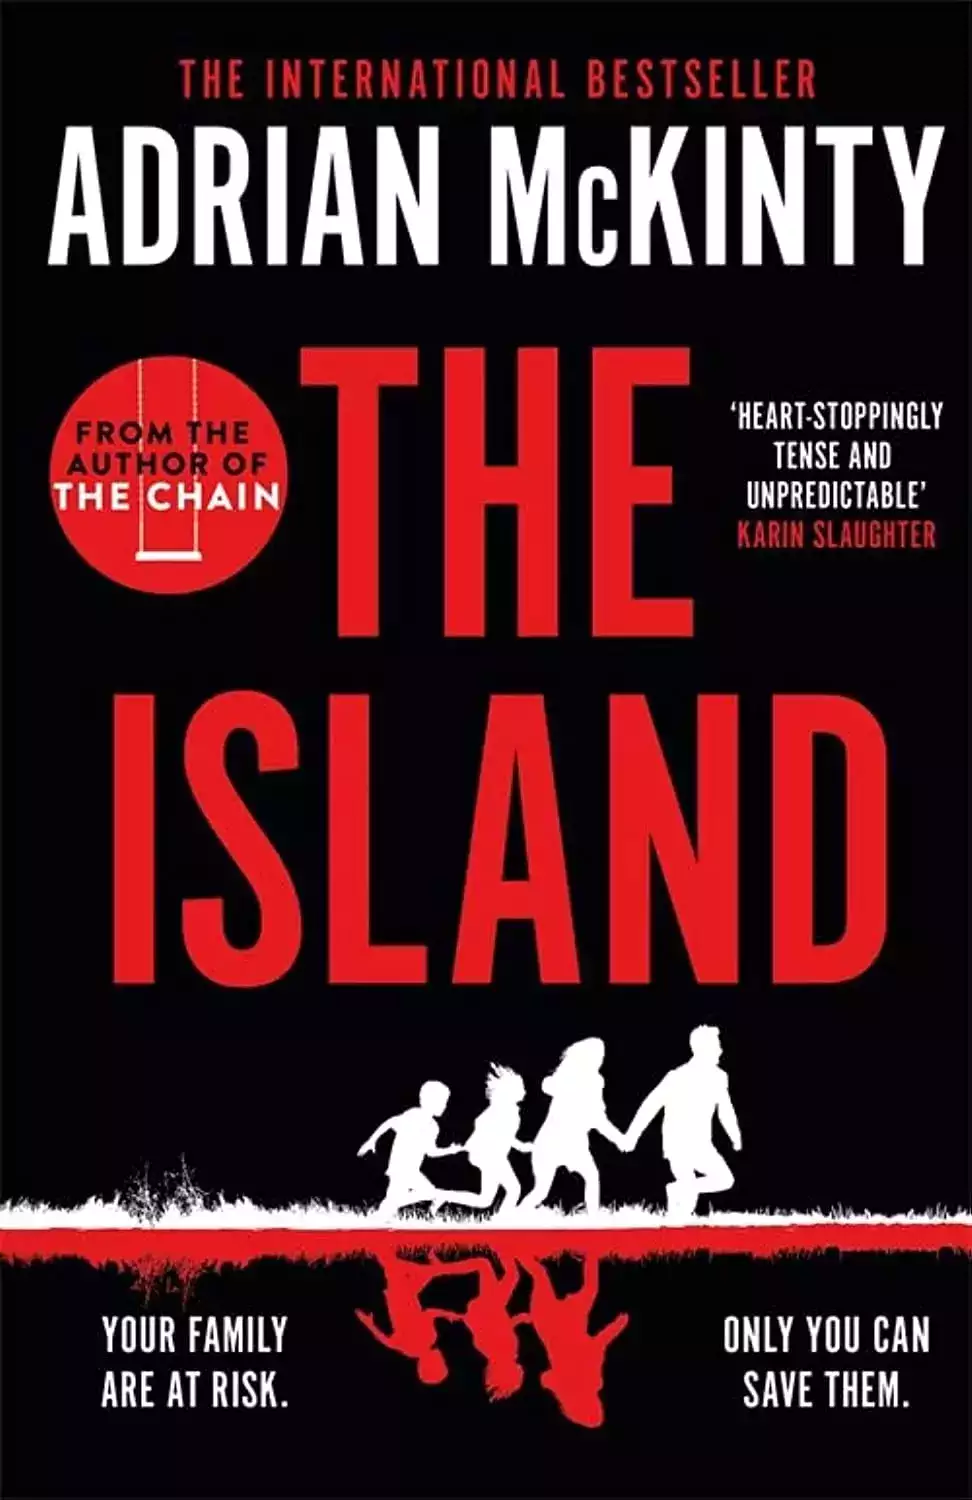 THE INTERNATIONAL BESTSELLER
ADRIAN McKINTY
FROM THE
AUTHOR OF
THE CHAIN
THE
ISLAND
'HEART-STOPPINGLY
TENSE AND
UNPREDICTABLE'
KARIN SLAUGHTER
YOUR FAMILY
ARE AT RISK.
ONLY YOU CAN
SAVE THEM.